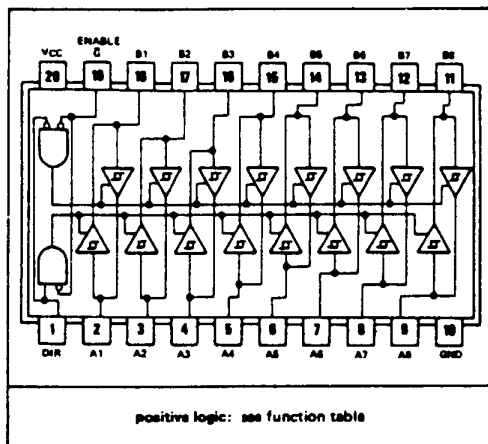 ENABLE
VCC G̅ B1 B2 B3 B4 B5 B6 B7 B8
20 19 18 17 16 15 14 13 12 11
1 2 3 4 5 6 7 8 9 10
DIR A1 A2 A3 A4 A5 A6 A7 A8 GND
positive logic: see function table